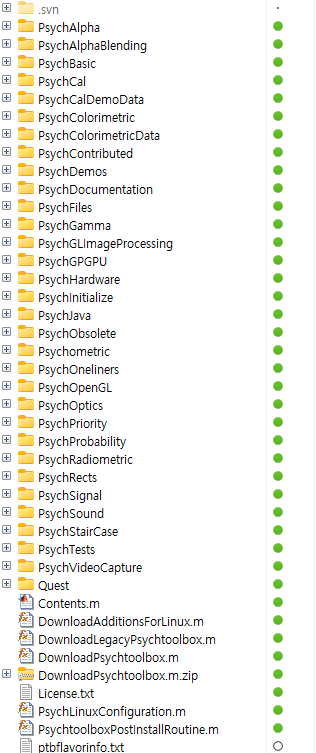 .svn
PsychAlpha
PsychAlphaBlending
PsychBasic
PsychCal
PsychCalDemoData
PsychColorimetric
PsychColorimetricData
PsychContributed
PsychDemos
PsychDocumentation
PsychFiles
PsychGamma
PsychGLImageProcessing
PsychGPGPU
PsychHardware
PsychInitialize
PsychJava
PsychObsolete
Psychometric
PsychOneliners
PsychOpenGL
PsychOptics
PsychPriority
PsychProbability
PsychRadiometric
PsychRects
PsychSignal
PsychSound
PsychStairCase
PsychTests
PsychVideoCapture
Quest
Contents.m
DownloadAdditionsForLinux.m
DownloadLegacyPsychtoolbox.m
DownloadPsychtoolbox.m
DownloadPsychtoolbox.m.zip
License.txt
PsychLinuxConfiguration.m
PsychtoolboxPostInstallRoutine.m
ptbflavorinfo.txt